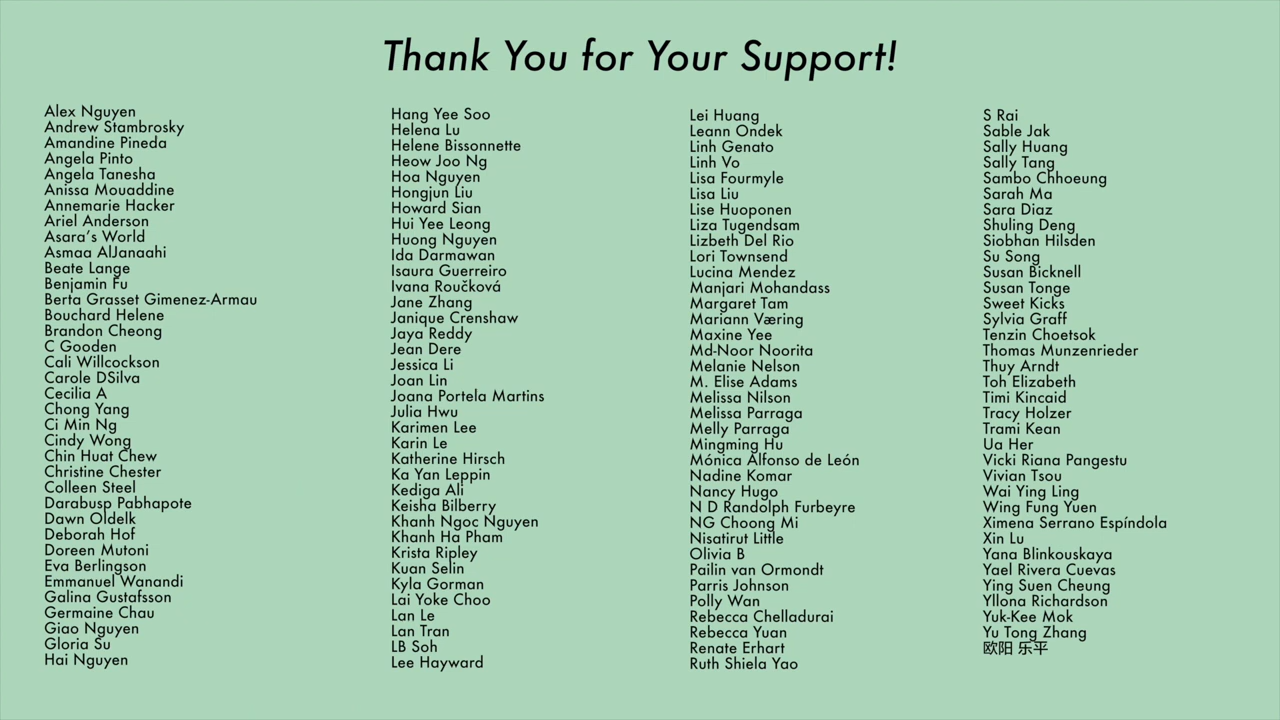 Thank You for Your Support!
Alex Nguyen
Andrew Stambrosky
Amandine Pineda
Angela Pinto
Angela Tanesha
Anissa Mouaddine
Annemarie Hacker
Ariel Anderson
Asara's World
Asmaa AlJanaahi
Beate Lange
Benjamin Fu
Berta Grasset Gimenez-Armau
Bouchard Helene
Brandon Cheong
C Gooden
Cali Willcockson
Carole DSilva
Cecilia A
Chong Yang
Ci Min Ng
Cindy Wong
Chin Huat Chew
Christine Chester
Colleen Steel
Darabusp Pabhapote
Dawn Oldelk
Deborah Hof
Doreen Mutoni
Eva Berlingson
Emmanuel Wanandi
Galina Gustafsson
Germaine Chau
Giao Nguyen
Gloria Su
Hai Nguyen
Hang Yee Soo
Helena Lu
Helene Bissonnette
Heow Joo Ng
Hoa Nguyen
Hongjun Liu
Howard Sian
Hui Yee Leong
Huong Nguyen
Ida Darmawan
Isaura Guerreiro
Ivana Roučková
Jane Zhang
Janique Crenshaw
Jaya Reddy
Jean Dere
Jessica Li
Joan Lin
Joana Portela Martins
Julia Hwu
Karimen Lee
Karin Le
Katherine Hirsch
Ka Yan Leppin
Kediga Ali
Keisha Bilberry
Khanh Ngoc Nguyen
Khanh Ha Pham
Krista Ripley
Kuan Selin
Kyla Gorman
Lai Yoke Choo
Lan Le
Lan Tran
LB Soh
Lee Hayward
Lei Huang
Leann Ondek
Linh Genato
Linh Vo
Lisa Fourmyle
Lisa Liu
Lise Huoponen
Liza Tugendsam
Lizbeth Del Rio
Lori Townsend
Lucina Mendez
Manjari Mohandass
Margaret Tam
Mariann Væring
Maxine Yee
Md-Noor Noorita
Melanie Nelson
M. Elise Adams
Melissa Nilson
Melissa Parraga
Melly Parraga
Mingming Hu
Mónica Alfonso de León
Nadine Komar
Nancy Hugo
N D Randolph Furbeyre
NG Choong Mi
Nisatirut Little
Olivia B
Pailin van Ormondt
Parris Johnson
Polly Wan
Rebecca Chelladurai
Rebecca Yuan
Renate Erhart
Ruth Shiela Yao
S Rai
Sable Jak
Sally Huang
Sally Tang
Sambo Chhoeung
Sarah Ma
Sara Diaz
Shuling Deng
Siobhan Hilsden
Su Song
Susan Bicknell
Susan Tonge
Sweet Kicks
Sylvia Graff
Tenzin Choetsok
Thomas Munzenrieder
Thuy Arndt
Toh Elizabeth
Timi Kincaid
Tracy Holzer
Trami Kean
Ua Her
Vicki Riana Pangestu
Vivian Tsou
Wai Ying Ling
Wing Fung Yuen
Ximena Serrano Espíndola
Xin Lu
Yana Blinkouskaya
Yael Rivera Cuevas
Ying Suen Cheung
Yllona Richardson
Yuk-Kee Mok
Yu Tong Zhang
欧阳 乐平